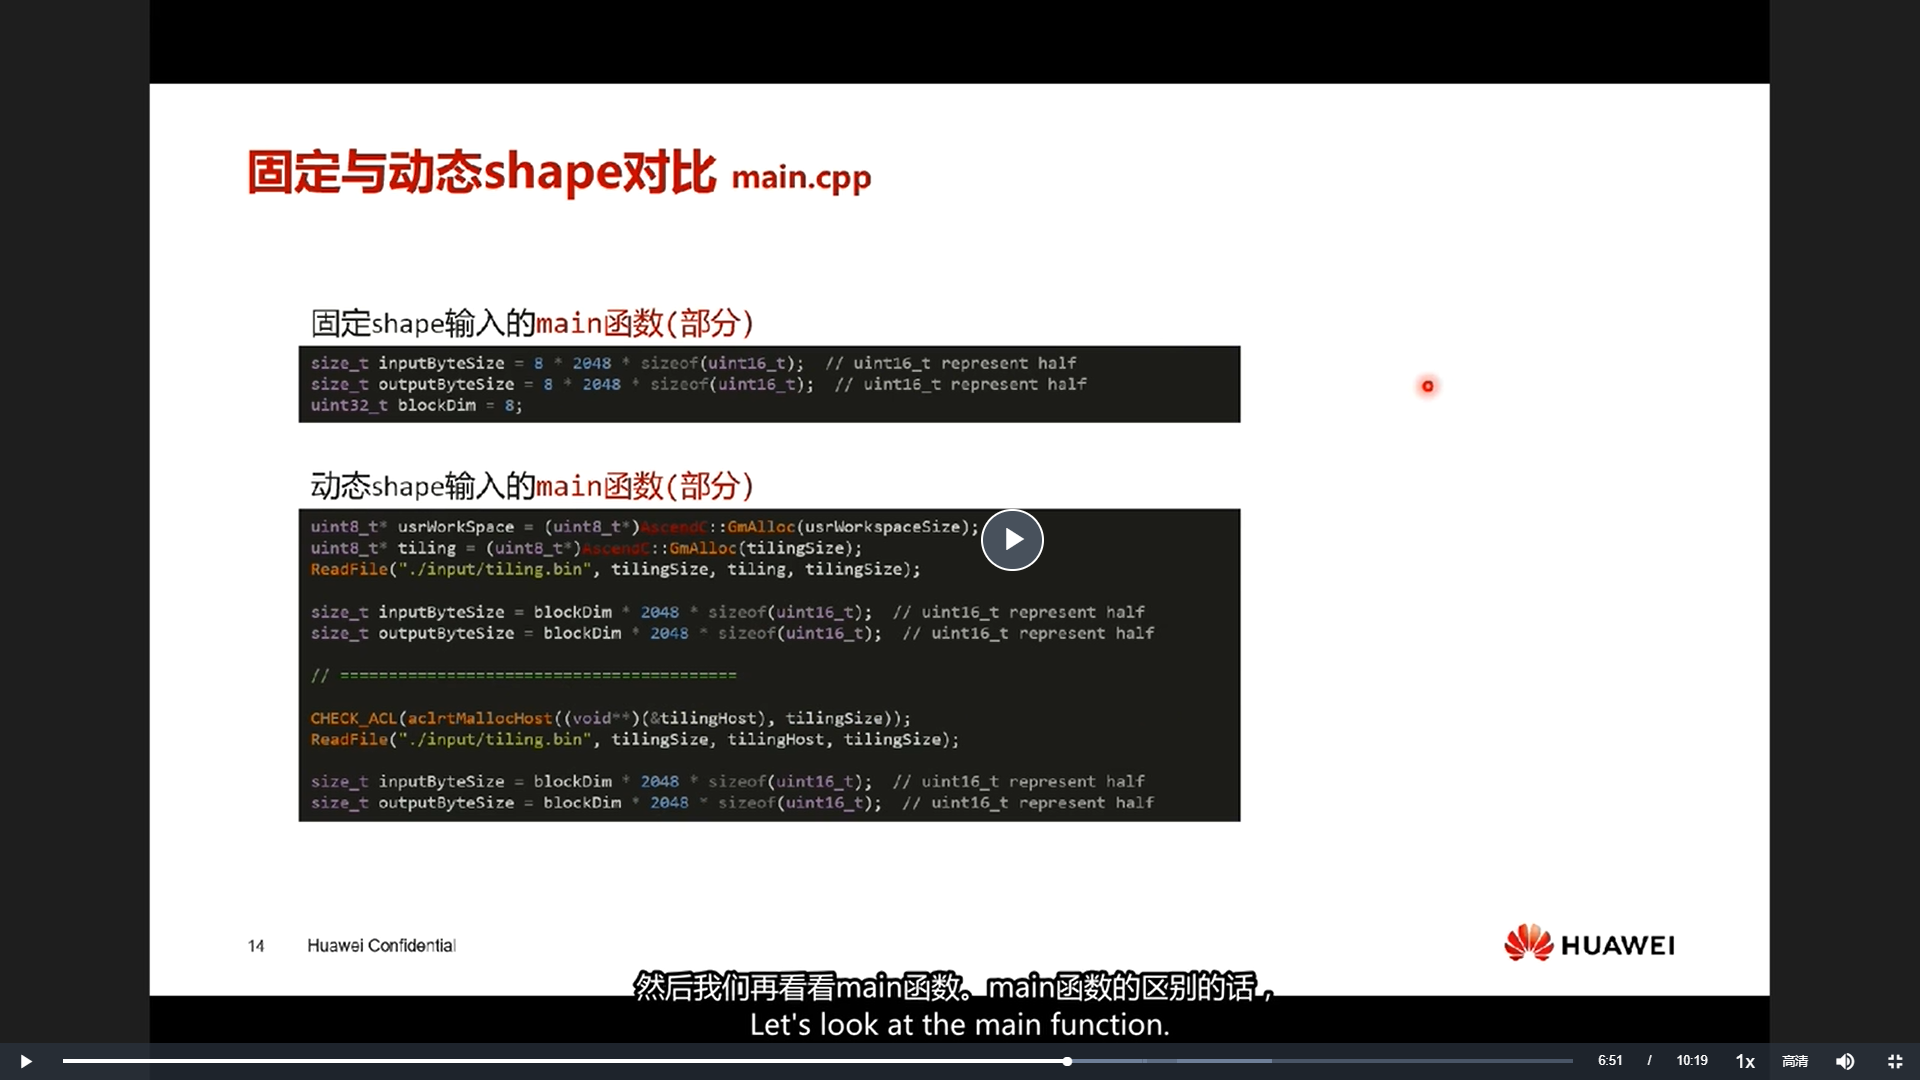 固定与动态shape对比 main.cpp
固定shape输入的main函数(部分)
size_t inputByteSize = 8 * 2048 * sizeof(uint16_t);  // uint16_t represent half
size_t outputByteSize = 8 * 2048 * sizeof(uint16_t);  // uint16_t represent half
uint32_t blockDim = 8;
动态shape输入的main函数(部分)
uint8_t* usrWorkSpace = (uint8_t*)AscendC::GmAlloc(usrWorkspaceSize);
uint8_t* tiling = (uint8_t*)AscendC::GmAlloc(tilingSize);
ReadFile("./input/tiling.bin", tilingSize, tiling, tilingSize);
size_t inputByteSize = blockDim * 2048 * sizeof(uint16_t);  // uint16_t represent half
size_t outputByteSize = blockDim * 2048 * sizeof(uint16_t);  // uint16_t represent half
// =========================================
CHECK_ACL(aclrtMallocHost((void**)(&tilingHost), tilingSize));
ReadFile("./input/tiling.bin", tilingSize, tilingHost, tilingSize);
size_t inputByteSize = blockDim * 2048 * sizeof(uint16_t);  // uint16_t represent half
size_t outputByteSize = blockDim * 2048 * sizeof(uint16_t);  // uint16_t represent half
14 Huawei Confidential
HUAWEI
然后我们再看看main函数。main函数的区别的话，
Let's look at the main function.
6:51 / 10:19 1x 高清